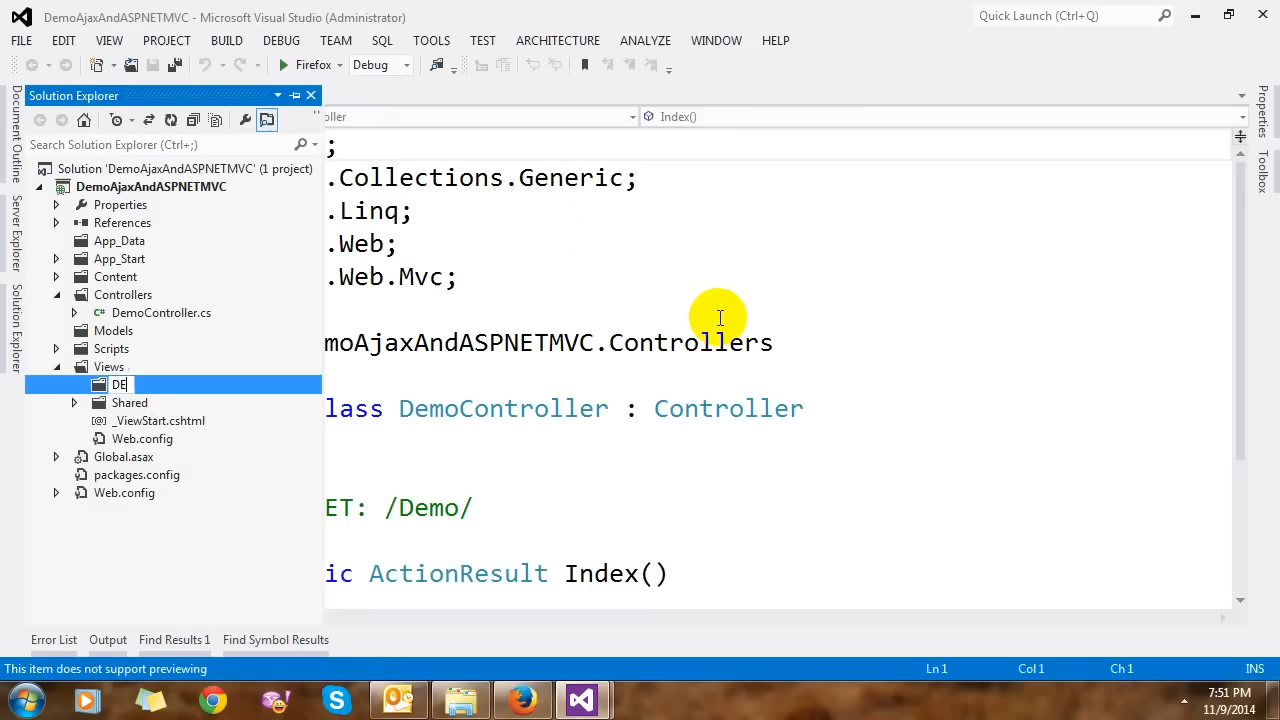 DemoAjaxAndASPNETMVC - Microsoft Visual Studio (Administrator)
Quick Launch (Ctrl+Q)
FILE EDIT VIEW PROJECT BUILD DEBUG TEAM SQL TOOLS TEST ARCHITECTURE ANALYZE WINDOW HELP
Firefox Debug
Document Outline
Server Explorer
Solution Explorer
Solution Explorer
Search Solution Explorer (Ctrl+;)
Solution 'DemoAjaxAndASPNETMVC' (1 project)
DemoAjaxAndASPNETMVC
Properties
References
App_Data
App_Start
Content
Controllers
C# DemoController.cs
Models
Scripts
Views
DE
Shared
_ViewStart.cshtml
Web.config
Global.asax
packages.config
Web.config
oller
Index()
;
.Collections.Generic;
.Linq;
.Web;
.Web.Mvc;
moAjaxAndASPNETMVC.Controllers
lass DemoController : Controller
ET: /Demo/
ic ActionResult Index()
Properties
Toolbox
Error List Output Find Results 1 Find Symbol Results
This item does not support previewing
Ln 1 Col 1 Ch 1 INS
7:51 PM
11/9/2014